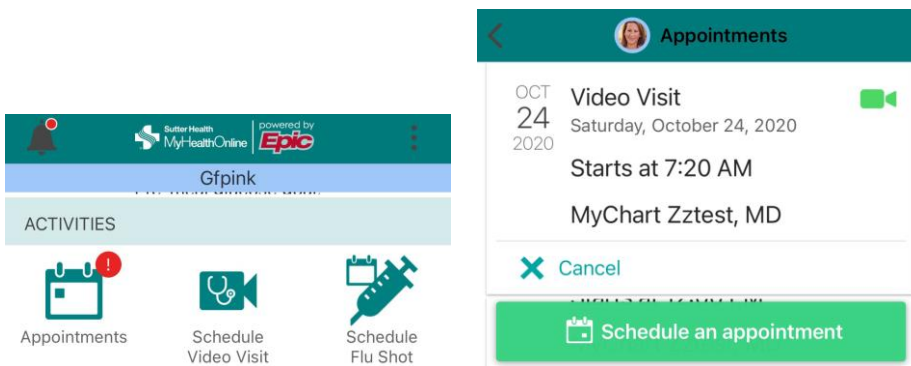 Sutter Health
MyHealthOnline
powered by
Epic
Gfpink
ACTIVITIES
Appointments
Schedule
Video Visit
Schedule
Flu Shot
Appointments
OCT
24
2020
Video Visit
Saturday, October 24, 2020
Starts at 7:20 AM
MyChart Zztest, MD
Cancel
Schedule an appointment